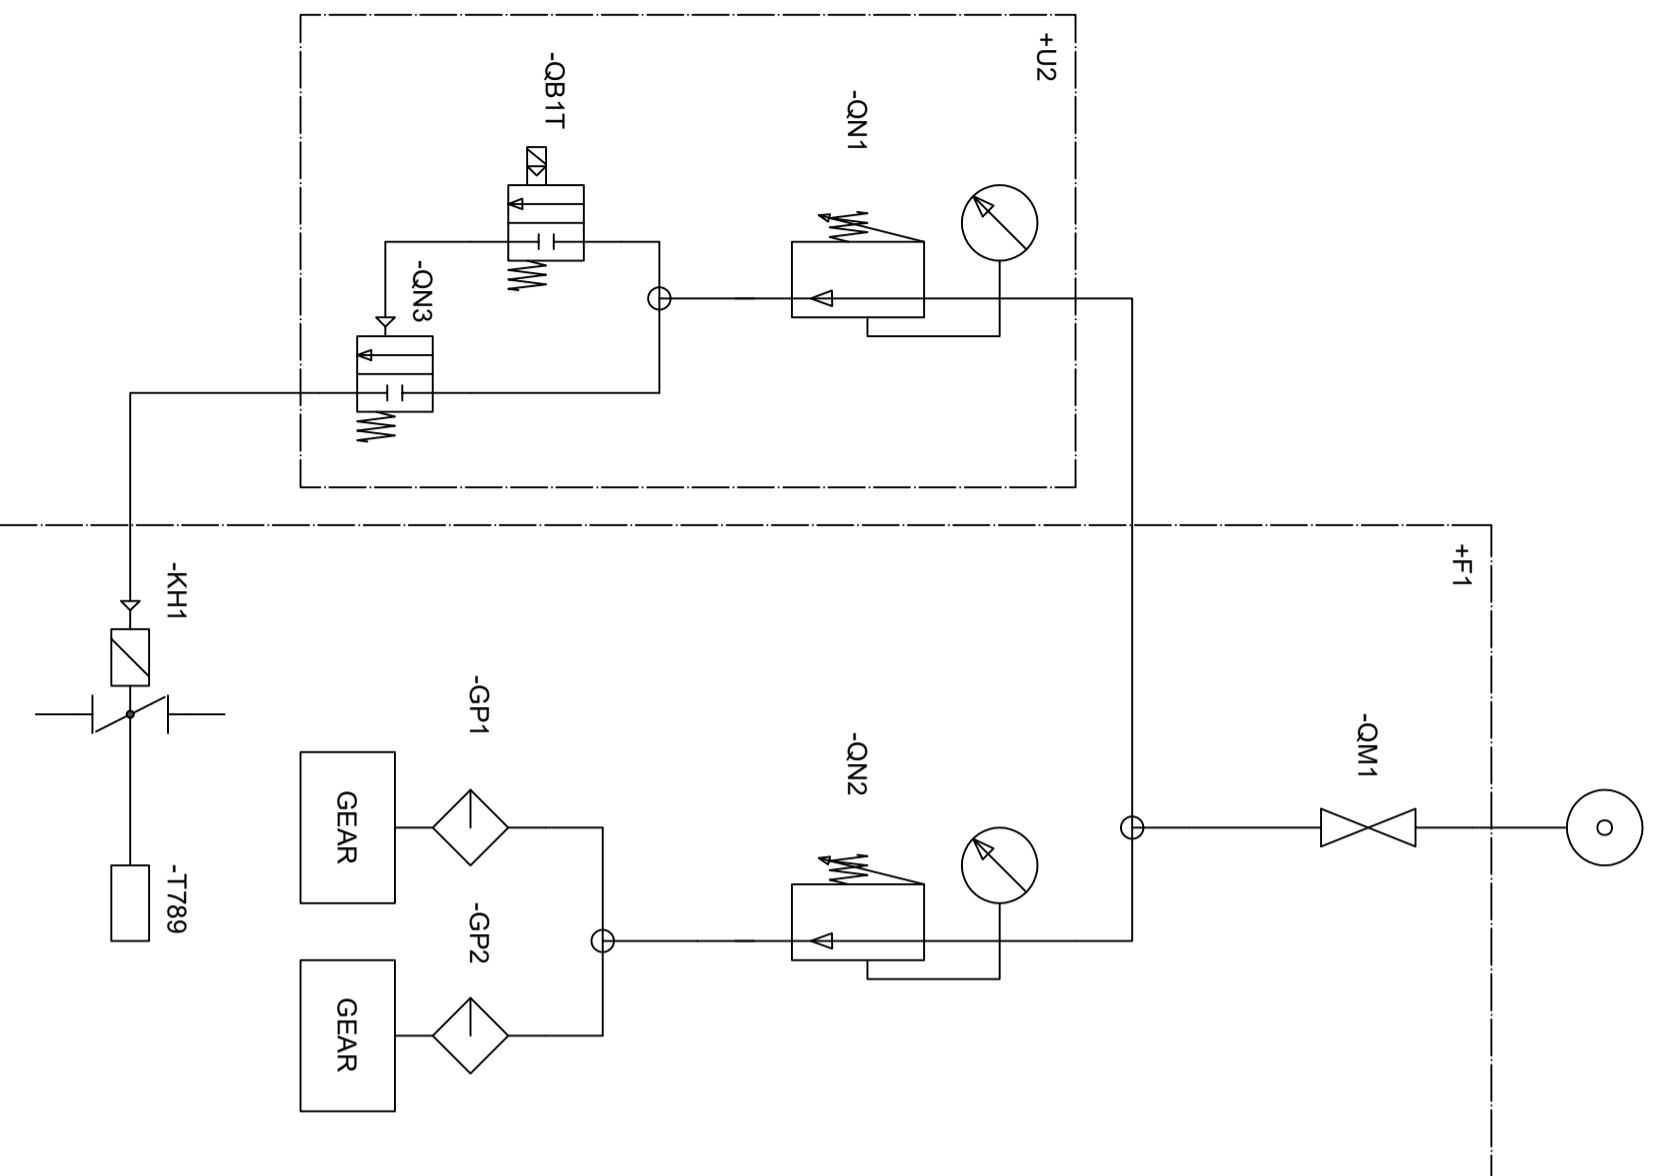 +U2
-QB1T
-QN1
-QN3
+F1
-KH1
-GP1
-QN2
-QM1
GEAR
-T789
-GP2
GEAR